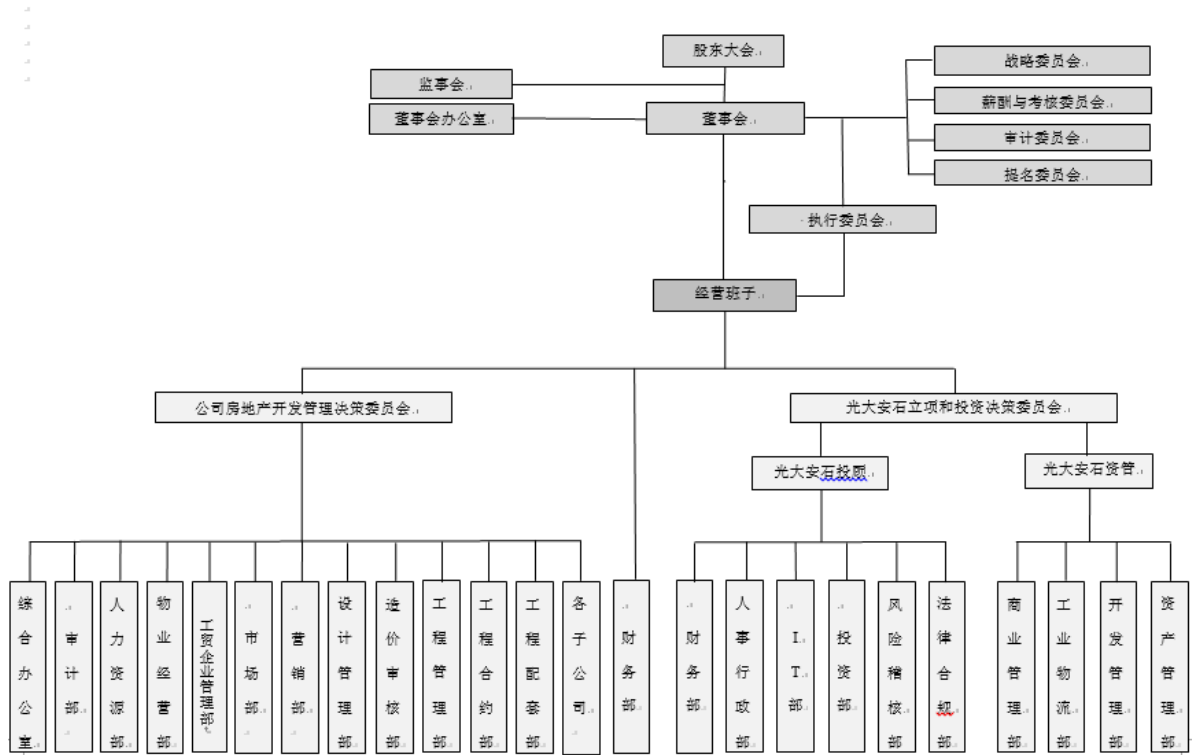 股东大会
监事会
战略委员会
薪酬与考核委员会
董事会办公室
董事会
审计委员会
提名委员会
执行委员会
经营班子
公司房地产开发管理决策委员会
光大安石立项和投资决策委员会
光大安石投顾
光大安石资管
综合办公室
审计部
人力资源部
物业经营部
工贸企业管理部
市场部
营销部
设计管理部
造价审核部
工程管理部
工程合约部
工程配套部
各子公司
财务部
财务部
人事行政部
I.T.部
投资部
风险稽核部
法律合规部
商业管理部
工业物流部
开发管理部
资产管理部